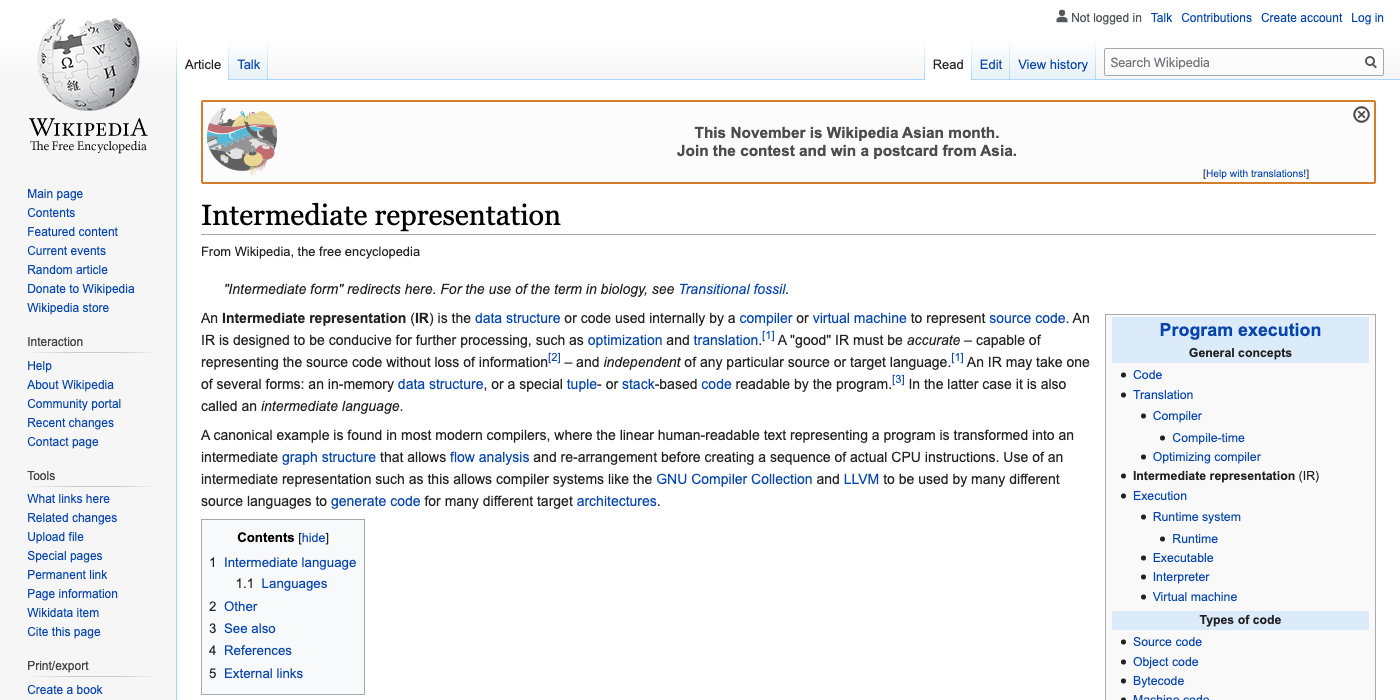 Not logged in Talk Contributions Create account Log in
Article Talk Read Edit View history Search Wikipedia
WIKIPEDIA
The Free Encyclopedia
Main page
Contents
Featured content
Current events
Random article
Donate to Wikipedia
Wikipedia store
Interaction
Help
About Wikipedia
Community portal
Recent changes
Contact page
Tools
What links here
Related changes
Upload file
Special pages
Permanent link
Page information
Wikidata item
Cite this page
Print/export
Create a book
This November is Wikipedia Asian month.
Join the contest and win a postcard from Asia.
[Help with translations!]
Intermediate representation
From Wikipedia, the free encyclopedia
"Intermediate form" redirects here. For the use of the term in biology, see Transitional fossil.
An Intermediate representation (IR) is the data structure or code used internally by a compiler or virtual machine to represent source code. An
IR is designed to be conducive for further processing, such as optimization and translation.[1] A "good" IR must be accurate – capable of
representing the source code without loss of information[2] – and independent of any particular source or target language.[1] An IR may take one
of several forms: an in-memory data structure, or a special tuple- or stack-based code readable by the program.[3] In the latter case it is also
called an intermediate language.
A canonical example is found in most modern compilers, where the linear human-readable text representing a program is transformed into an
intermediate graph structure that allows flow analysis and re-arrangement before creating a sequence of actual CPU instructions. Use of an
intermediate representation such as this allows compiler systems like the GNU Compiler Collection and LLVM to be used by many different
source languages to generate code for many different target architectures.
Contents [hide]
1 Intermediate language
1.1 Languages
2 Other
3 See also
4 References
5 External links
Program execution
General concepts
• Code
• Translation
• Compiler
• Compile-time
• Optimizing compiler
• Intermediate representation (IR)
• Execution
• Runtime system
• Runtime
• Executable
• Interpreter
• Virtual machine
Types of code
• Source code
• Object code
• Bytecode
• Machine code